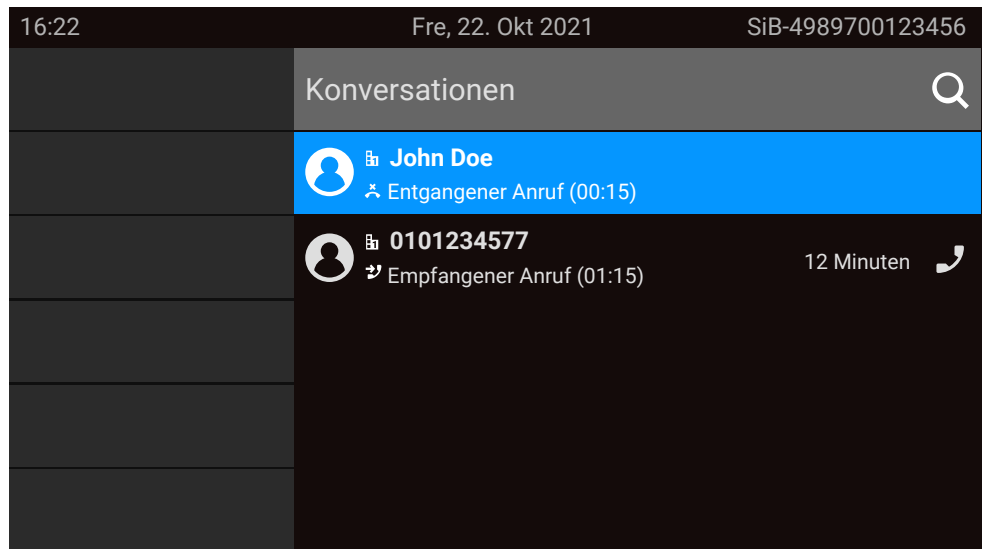 16:22 Fre, 22. Okt 2021 SiB-4989700123456
Konversationen
John Doe
Entgangener Anruf (00:15)
0101234577
Empfangener Anruf (01:15) 12 Minuten